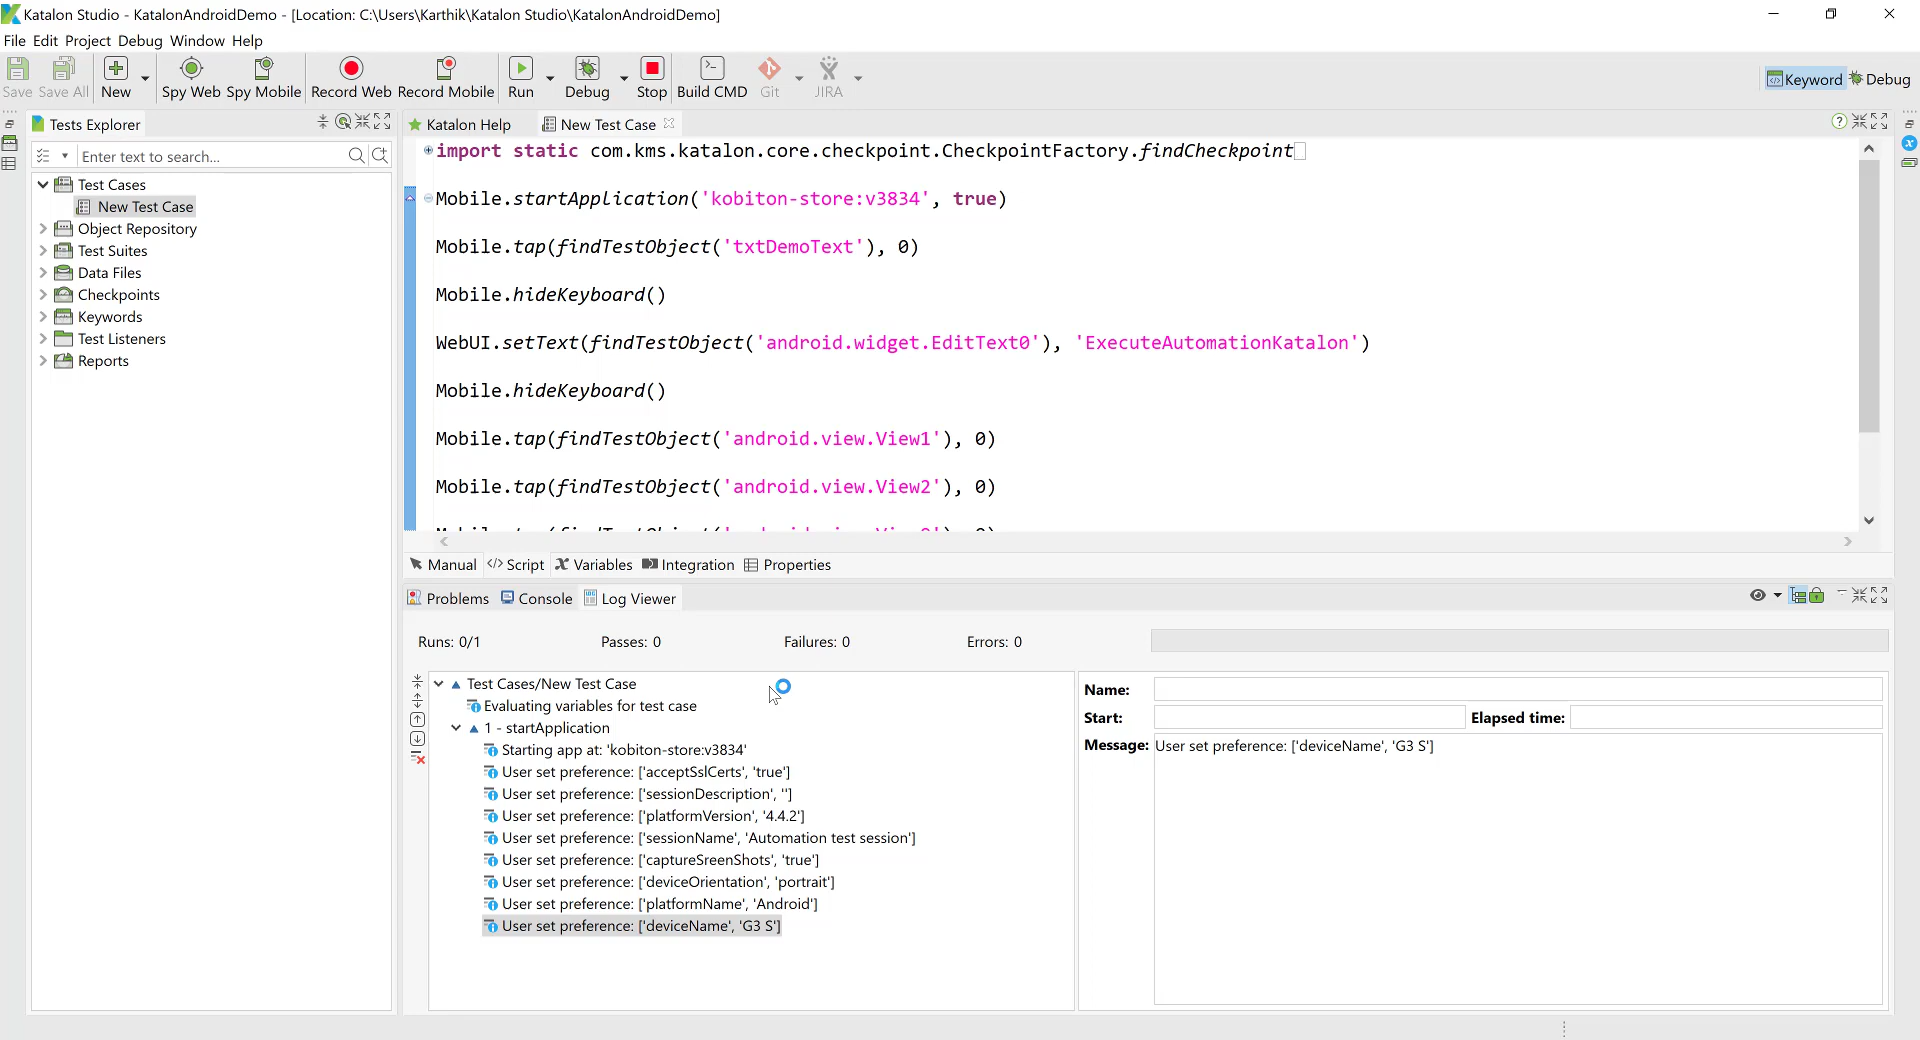 Katalon Studio - KatalonAndroidDemo - [Location: C:\Users\Karthik\Katalon Studio\KatalonAndroidDemo]
File Edit Project Debug Window Help
Save Save All New Spy Web Spy Mobile Record Web Record Mobile Run Debug Stop Build CMD Git JIRA Keyword Debug
Tests Explorer
Enter text to search...
Test Cases
New Test Case
Object Repository
Test Suites
Data Files
Checkpoints
Keywords
Test Listeners
Reports
Katalon Help New Test Case
import static com.kms.katalon.core.checkpoint.CheckpointFactory.findCheckpoint
Mobile.startApplication('kobiton-store:v3834', true)
Mobile.tap(findTestObject('txtDemoText'), 0)
Mobile.hideKeyboard()
WebUI.setText(findTestObject('android.widget.EditText0'), 'ExecuteAutomationKatalon')
Mobile.hideKeyboard()
Mobile.tap(findTestObject('android.view.View1'), 0)
Mobile.tap(findTestObject('android.view.View2'), 0)
Manual Script Variables Integration Properties
Problems Console Log Viewer
Runs: 0/1 Passes: 0 Failures: 0 Errors: 0
Test Cases/New Test Case
Evaluating variables for test case
1 - startApplication
Starting app at: 'kobiton-store:v3834'
User set preference: ['acceptSslCerts', 'true']
User set preference: ['sessionDescription', '']
User set preference: ['platformVersion', '4.4.2']
User set preference: ['sessionName', 'Automation test session']
User set preference: ['captureSreenShots', 'true']
User set preference: ['deviceOrientation', 'portrait']
User set preference: ['platformName', 'Android']
User set preference: ['deviceName', 'G3 S']
Name:
Start: Elapsed time:
Message: User set preference: ['deviceName', 'G3 S']